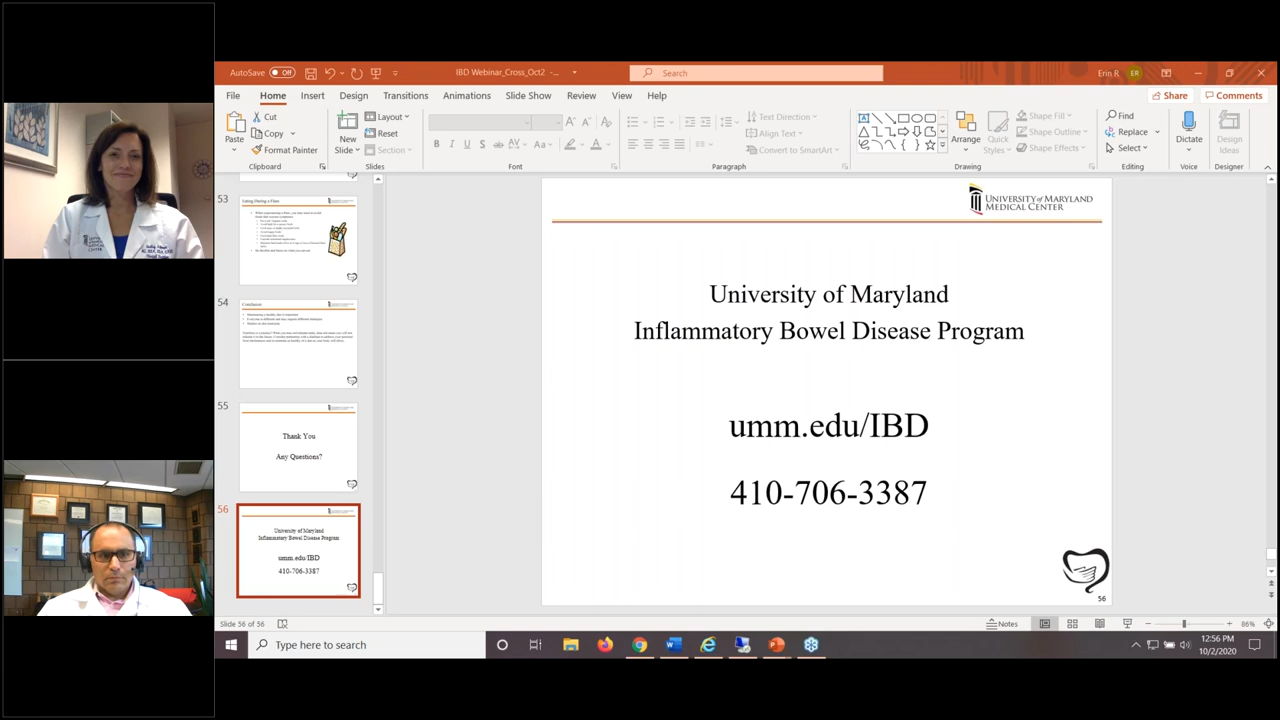 AutoSave Off
IBD Webinar_Cross_Oct2 -...
Search
Erin R
ER
File Home Insert Design Transitions Animations Slide Show Review View Help
Share Comments
Paste
Cut
Copy
Format Painter
Clipboard
New
Slide
Layout
Reset
Section
Slides
Font
Text Direction
Align Text
Convert to SmartArt
Paragraph
Arrange
Quick
Styles
Shape Fill
Shape Outline
Shape Effects
Drawing
Find
Replace
Select
Editing
Dictate
Voice
Design
Ideas
Designer
53
Eating During a Flare
54
Conclusion
55
Thank You
Any Questions?
56
University of Maryland
Inflammatory Bowel Disease Program
umm.edu/IBD
410-706-3387
UNIVERSITY of MARYLAND
MEDICAL CENTER
University of Maryland
Inflammatory Bowel Disease Program
umm.edu/IBD
410-706-3387
56
Slide 56 of 56
Notes
86%
Type here to search
12:56 PM
10/2/2020